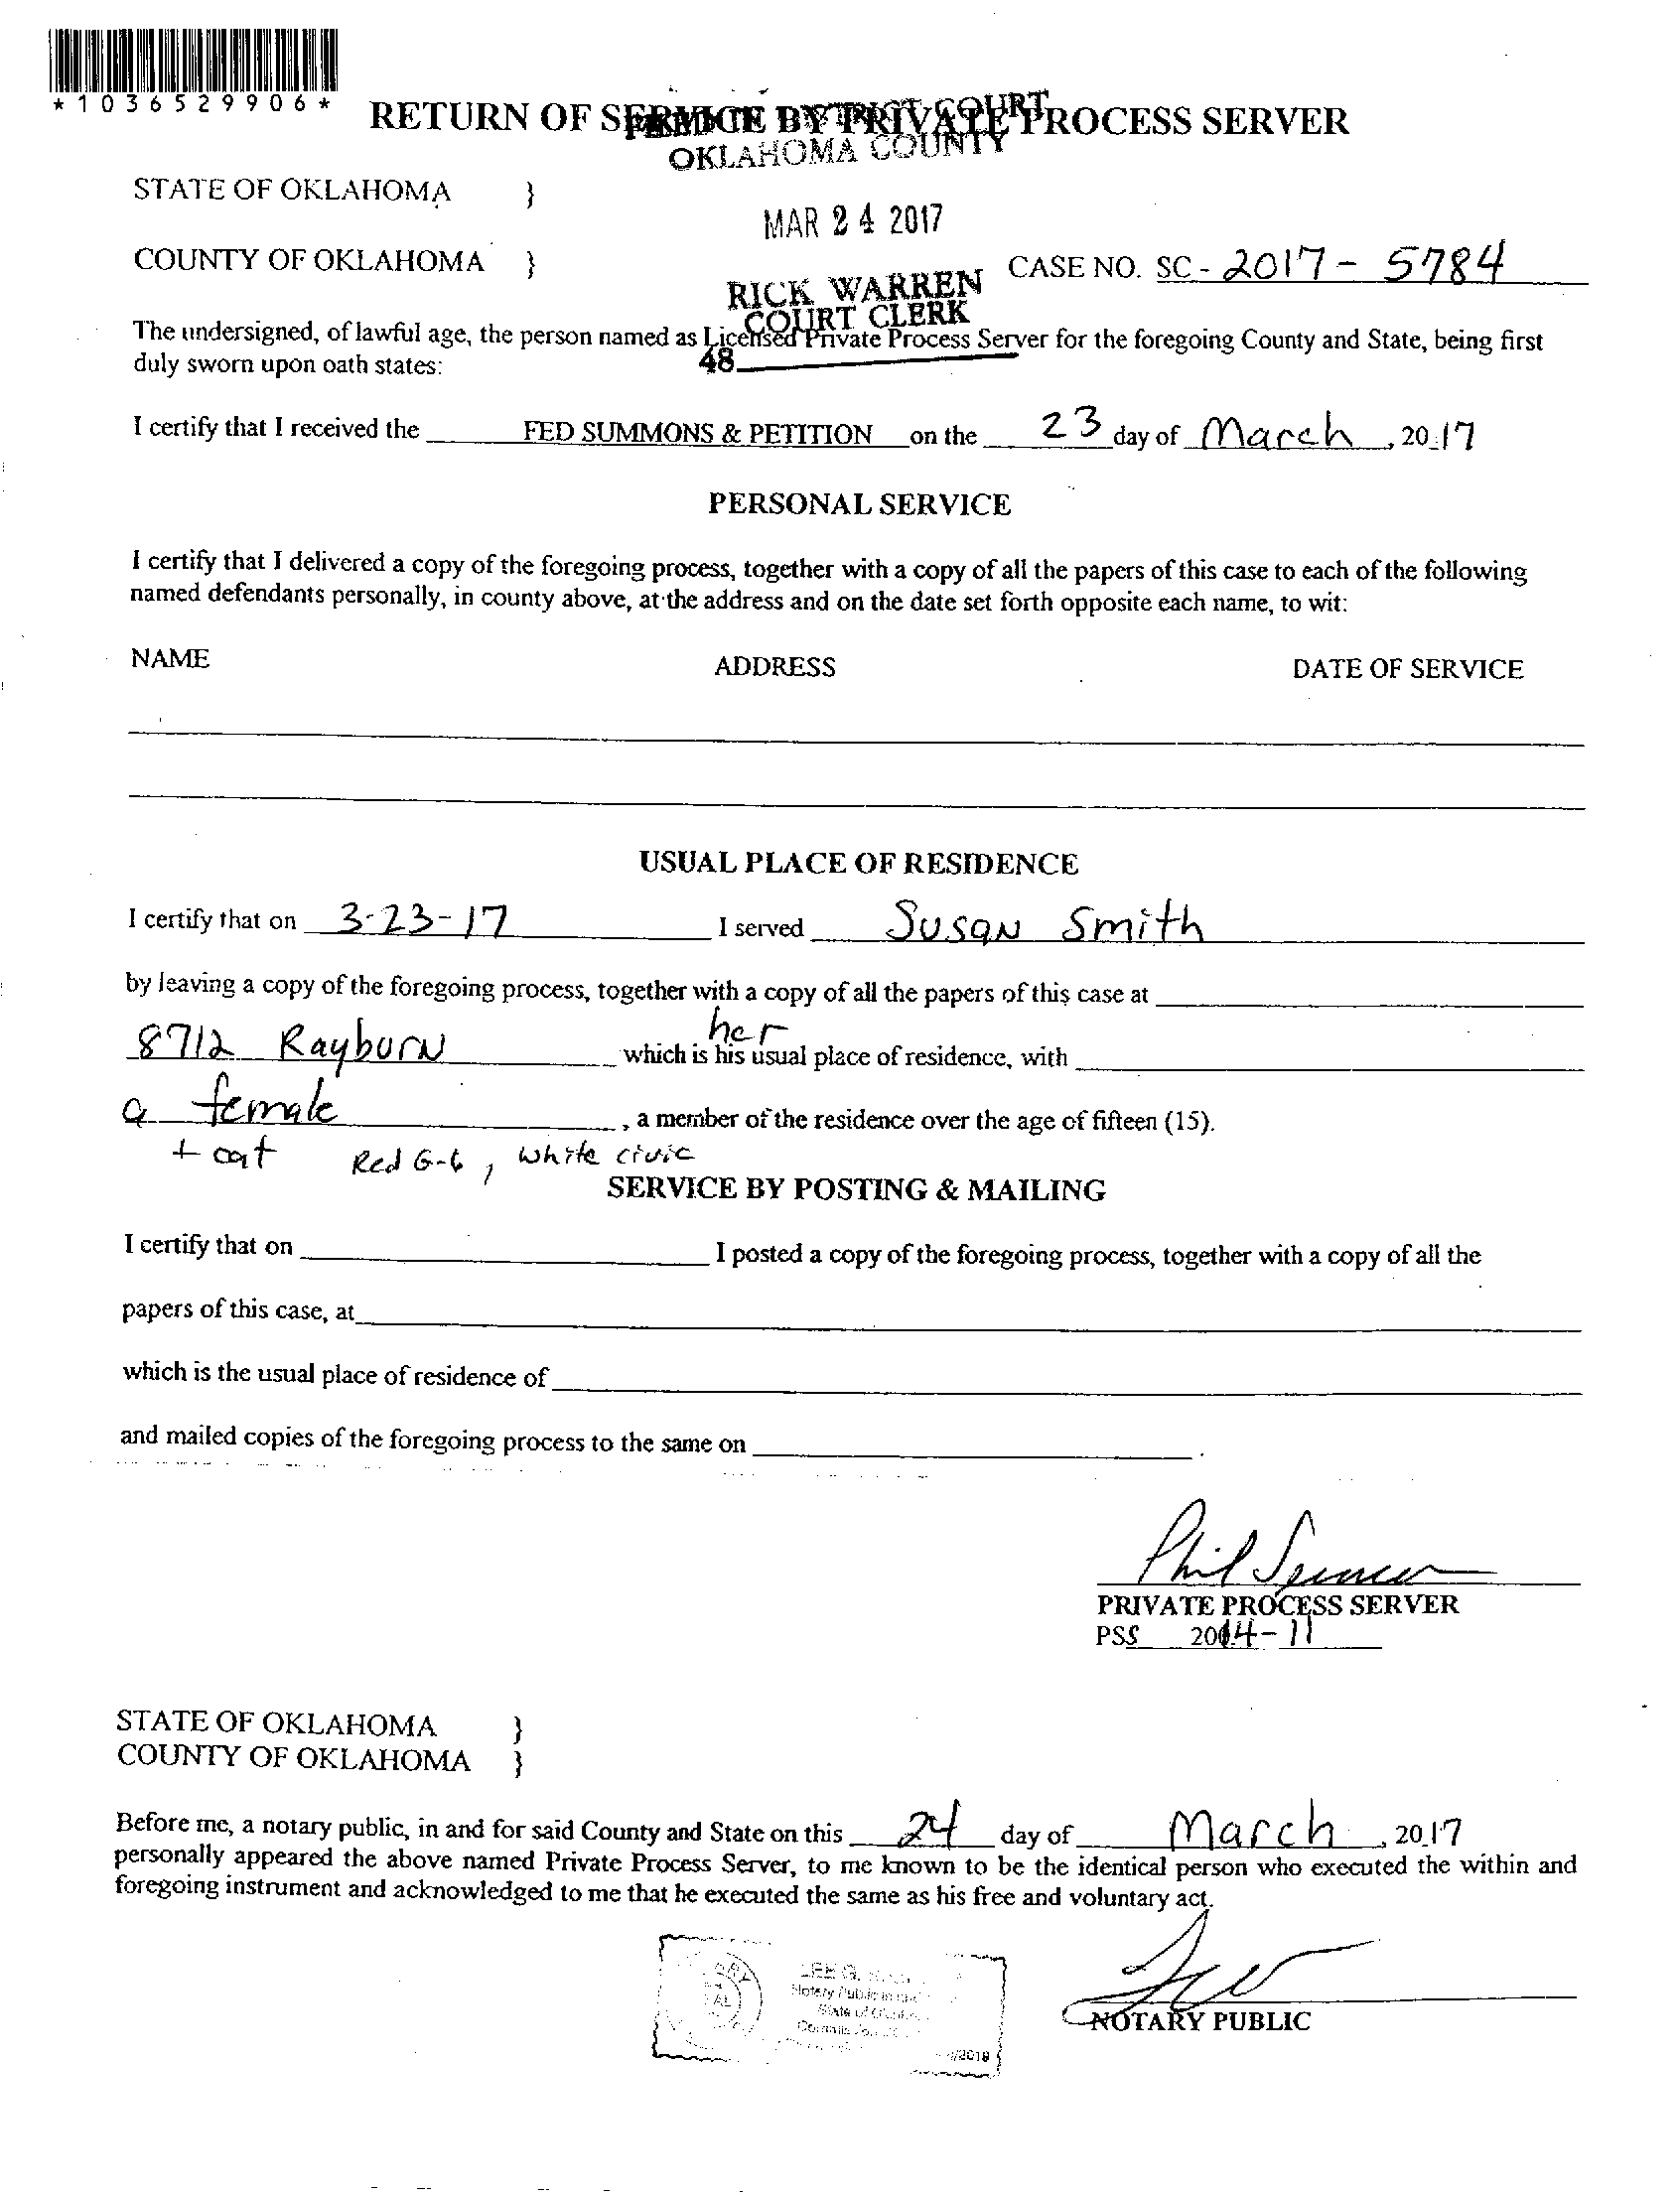 *1036529906*
RETURN OF SERVICE BY PRIVATE PROCESS SERVER
FILED IN DISTRICT COURT
OKLAHOMA COUNTY
STATE OF OKLAHOMA }
MAR 24 2017
COUNTY OF OKLAHOMA } CASE NO. SC - 2017 - 5784
RICK WARREN
COURT CLERK
The undersigned, of lawful age, the person named as Licensed Private Process Server for the foregoing County and State, being first
duly sworn upon oath states:
48
I certify that I received the FED SUMMONS & PETITION on the 23 day of March, 2017
PERSONAL SERVICE
I certify that I delivered a copy of the foregoing process, together with a copy of all the papers of this case to each of the following
named defendants personally, in county above, at the address and on the date set forth opposite each name, to wit:
NAME ADDRESS DATE OF SERVICE
USUAL PLACE OF RESIDENCE
I certify that on 3-23-17 I served Susan Smith
by leaving a copy of the foregoing process, together with a copy of all the papers of this case at
her
8712 Rayburn which is his usual place of residence, with
a female, a member of the residence over the age of fifteen (15).
+ cat Red G-6, white civic
SERVICE BY POSTING & MAILING
I certify that on I posted a copy of the foregoing process, together with a copy of all the
papers of this case, at
which is the usual place of residence of
and mailed copies of the foregoing process to the same on .
Phil Spencer
PRIVATE PROCESS SERVER
PSS 2014-11
STATE OF OKLAHOMA }
COUNTY OF OKLAHOMA }
Before me, a notary public, in and for said County and State on this 24 day of March, 2017
personally appeared the above named Private Process Server, to me known to be the identical person who executed the within and
foregoing instrument and acknowledged to me that he executed the same as his free and voluntary act.
LEE G.
Notary Public
State of
/2018
NOTARY PUBLIC